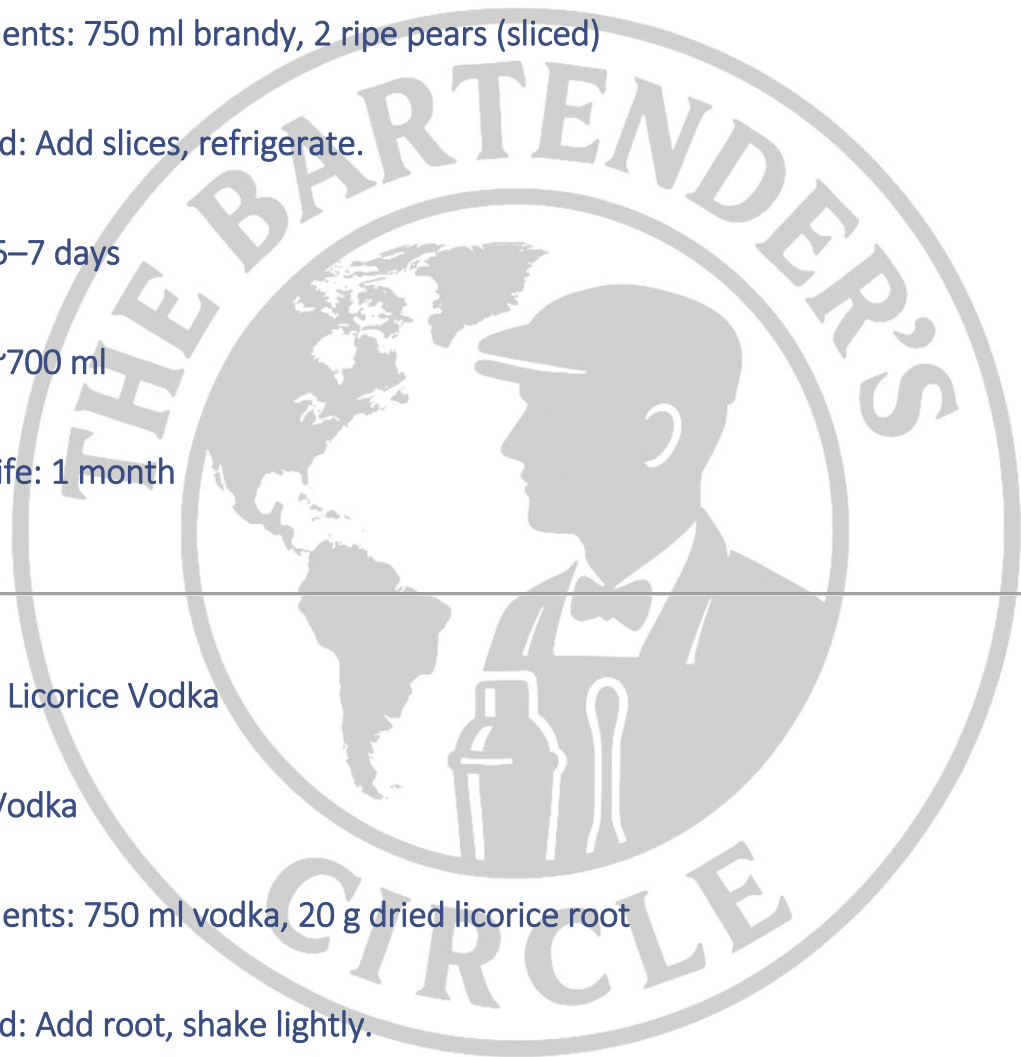 ents: 750 ml brandy, 2 ripe pears (sliced)
d: Add slices, refrigerate.
5–7 days
~700 ml
ife: 1 month
Licorice Vodka
Vodka
ents: 750 ml vodka, 20 g dried licorice root
d: Add root, shake lightly.
THE BARTENDER'S
CIRCLE